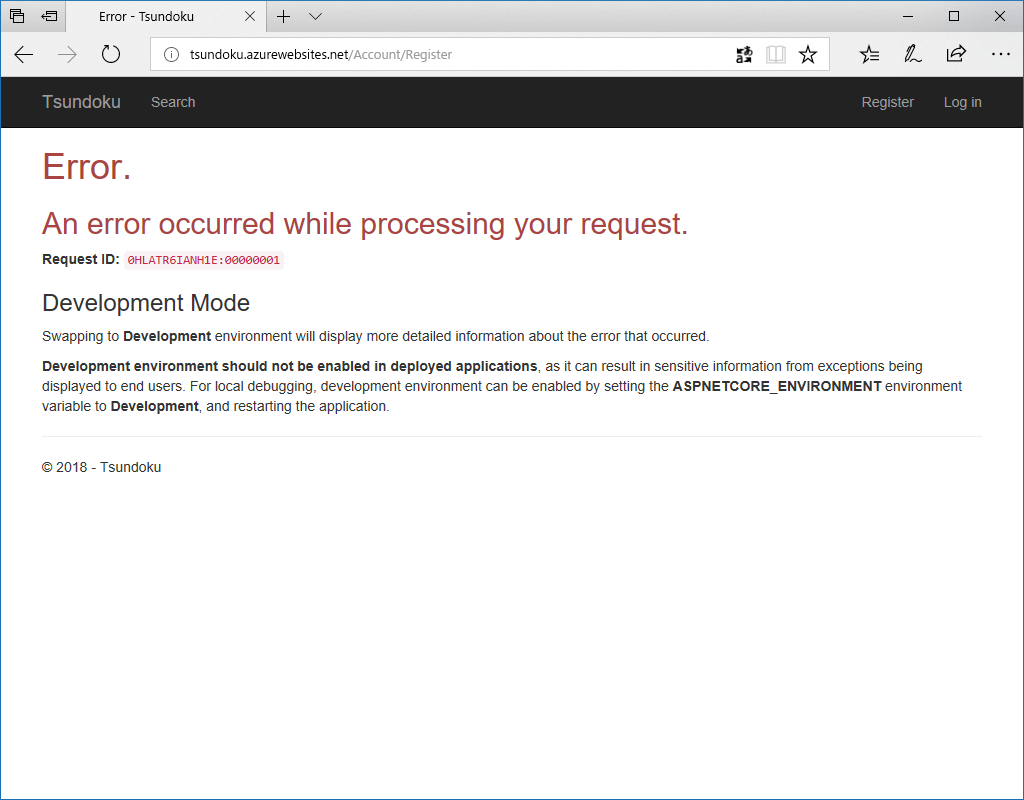 Error - Tsundoku
tsundoku.azurewebsites.net/Account/Register
Tsundoku Search Register Log in
Error.
An error occurred while processing your request.
Request ID: 0HLATR6IANH1E:00000001
Development Mode
Swapping to Development environment will display more detailed information about the error that occurred.
Development environment should not be enabled in deployed applications, as it can result in sensitive information from exceptions being
displayed to end users. For local debugging, development environment can be enabled by setting the ASPNETCORE_ENVIRONMENT environment
variable to Development, and restarting the application.
© 2018 - Tsundoku